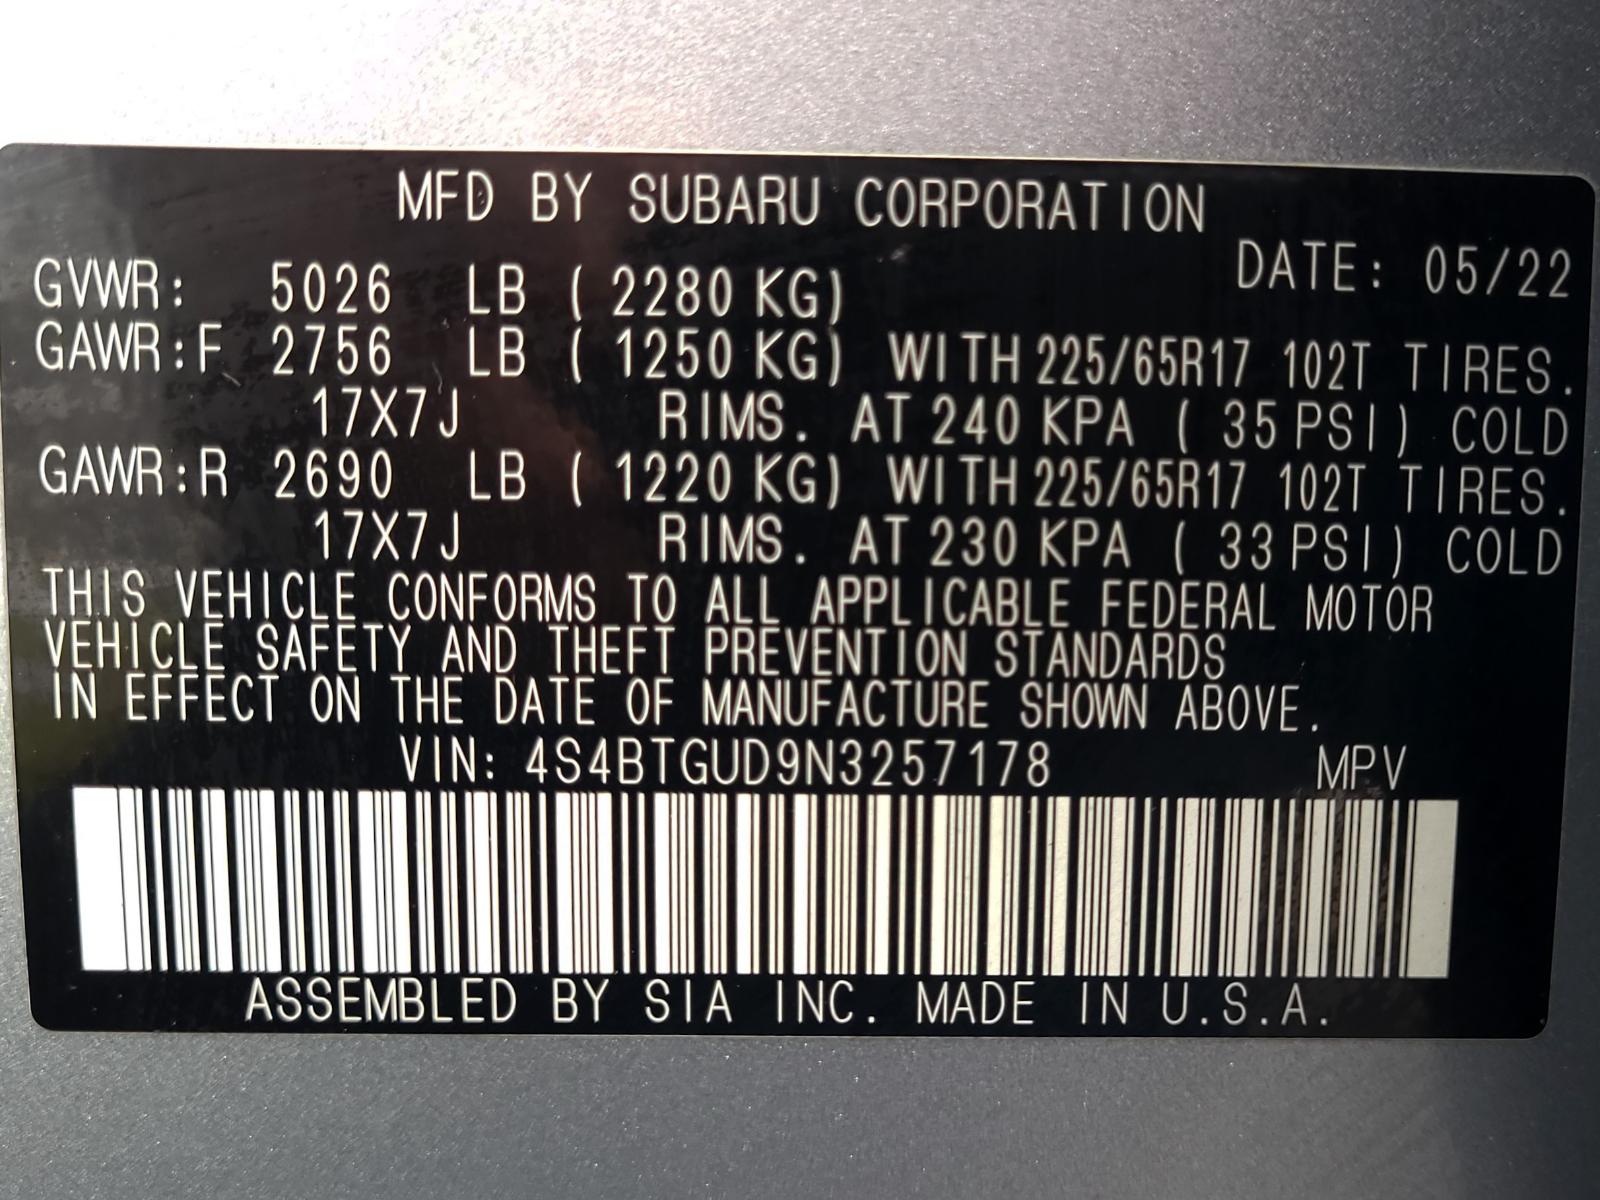 MFD BY SUBARU CORPORATION
DATE: 05/22
GVWR: 5026 LB ( 2280 KG)
GAWR:F 2756 LB ( 1250 KG) WITH 225/65R17 102T TIRES.
17X7J RIMS. AT 240 KPA ( 35 PSI) COLD
GAWR:R 2690 LB ( 1220 KG) WITH 225/65R17 102T TIRES.
17X7J RIMS. AT 230 KPA ( 33 PSI) COLD
THIS VEHICLE CONFORMS TO ALL APPLICABLE FEDERAL MOTOR
VEHICLE SAFETY AND THEFT PREVENTION STANDARDS
IN EFFECT ON THE DATE OF MANUFACTURE SHOWN ABOVE.
VIN: 4S4BTGUD9N3257178 MPV
ASSEMBLED BY SIA INC. MADE IN U.S.A.